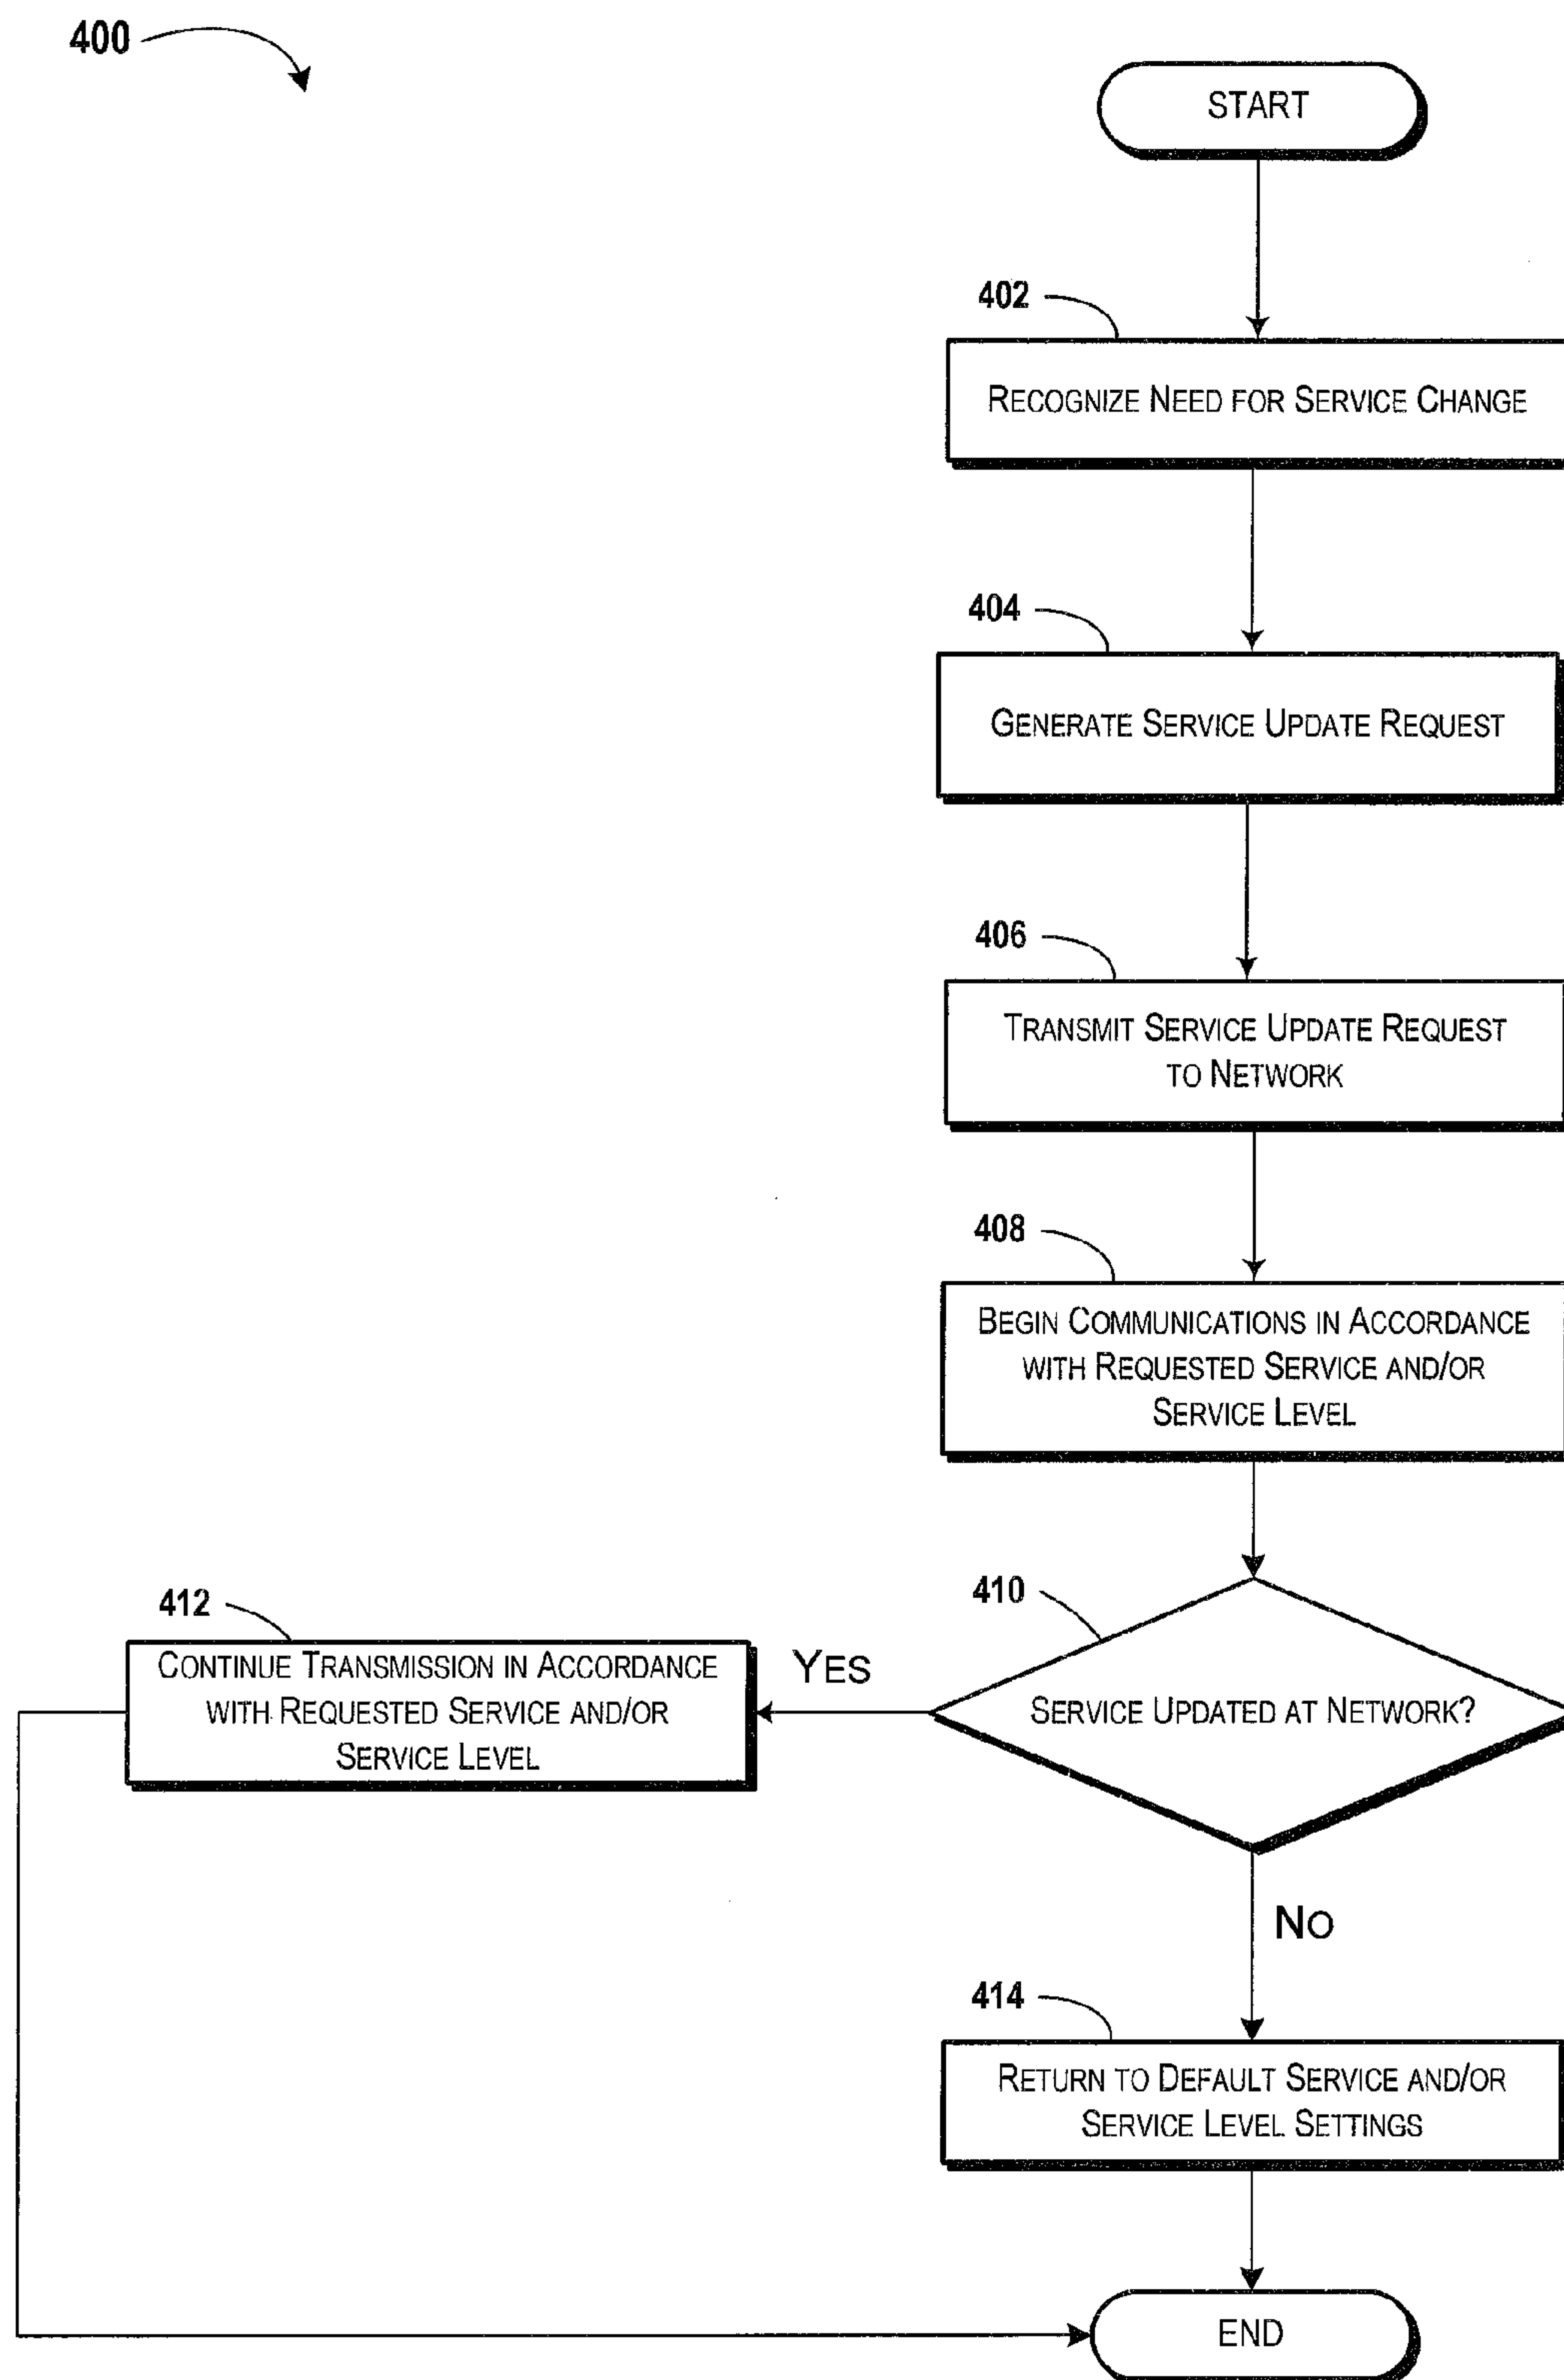 400
START
402
RECOGNIZE NEED FOR SERVICE CHANGE
404
GENERATE SERVICE UPDATE REQUEST
406
TRANSMIT SERVICE UPDATE REQUEST
TO NETWORK
408
BEGIN COMMUNICATIONS IN ACCORDANCE
WITH REQUESTED SERVICE AND/OR
SERVICE LEVEL
410
SERVICE UPDATED AT NETWORK?
YES
412
CONTINUE TRANSMISSION IN ACCORDANCE
WITH REQUESTED SERVICE AND/OR
SERVICE LEVEL
NO
414
RETURN TO DEFAULT SERVICE AND/OR
SERVICE LEVEL SETTINGS
END